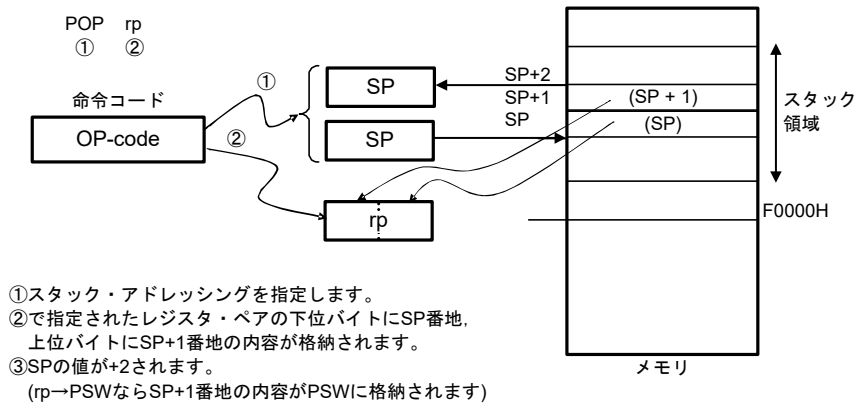 POP rp
① ②
命令コード
OP-code
①
②
SP
SP
rp
SP+2
SP+1
SP
(SP + 1)
(SP)
スタック
領域
F0000H
メモリ
①スタック・アドレッシングを指定します。
②で指定されたレジスタ・ペアの下位バイトにSP番地,
上位バイトにSP+1番地の内容が格納されます。
③SPの値が+2されます。
(rp→PSWならSP+1番地の内容がPSWに格納されます)